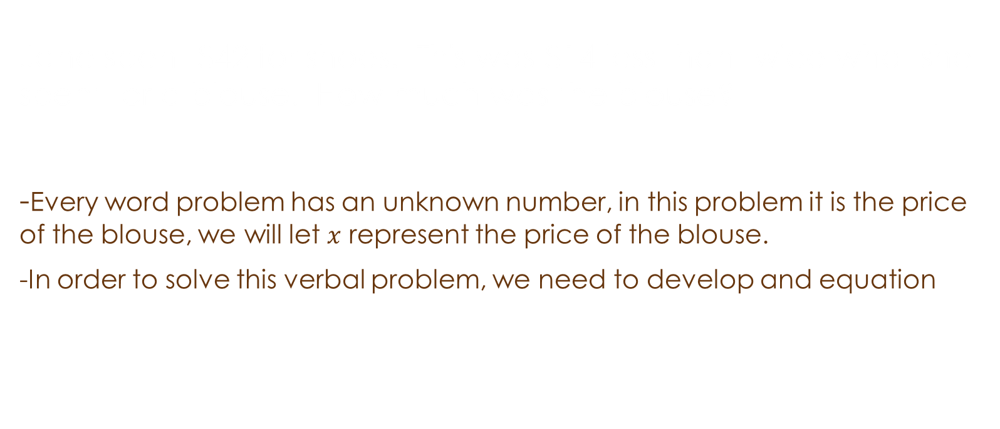 -Every word problem has an unknown number, in this problem it is the price
of the blouse, we will let x represent the price of the blouse.
-In order to solve this verbal problem, we need to develop and equation